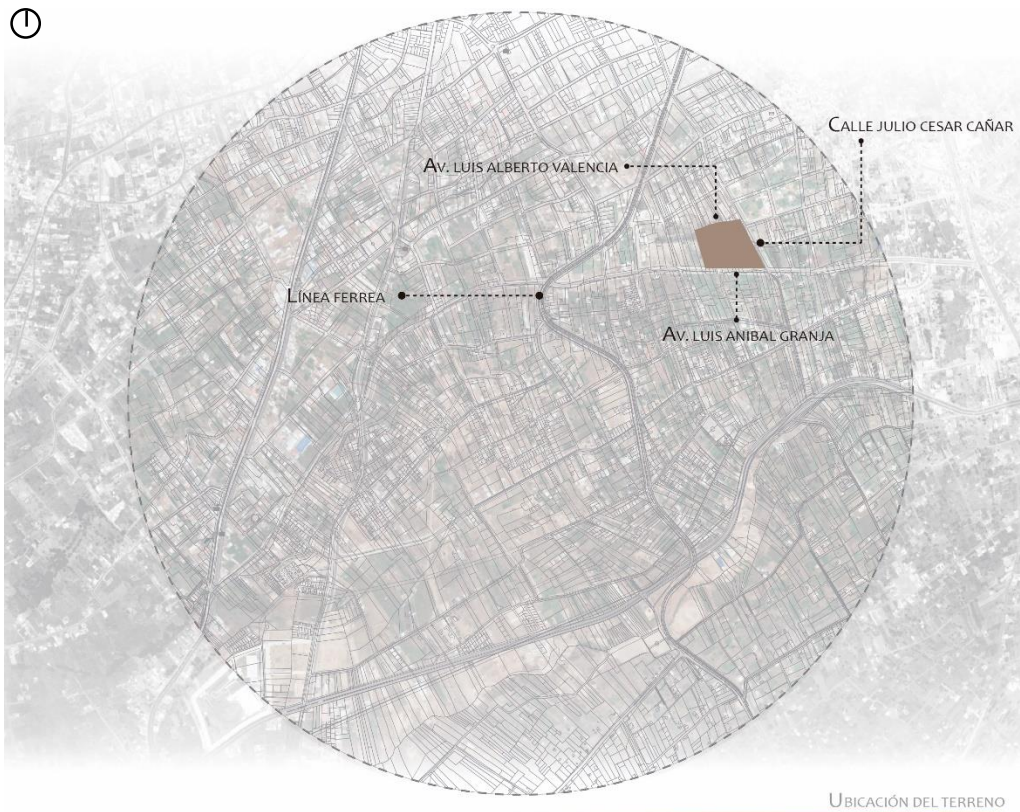 CALLE JULIO CESAR CAÑAR
AV. LUIS ALBERTO VALENCIA
LÍNEA FERREA
AV. LUIS ANIBAL GRANJA
UBICACIÓN DEL TERRENO